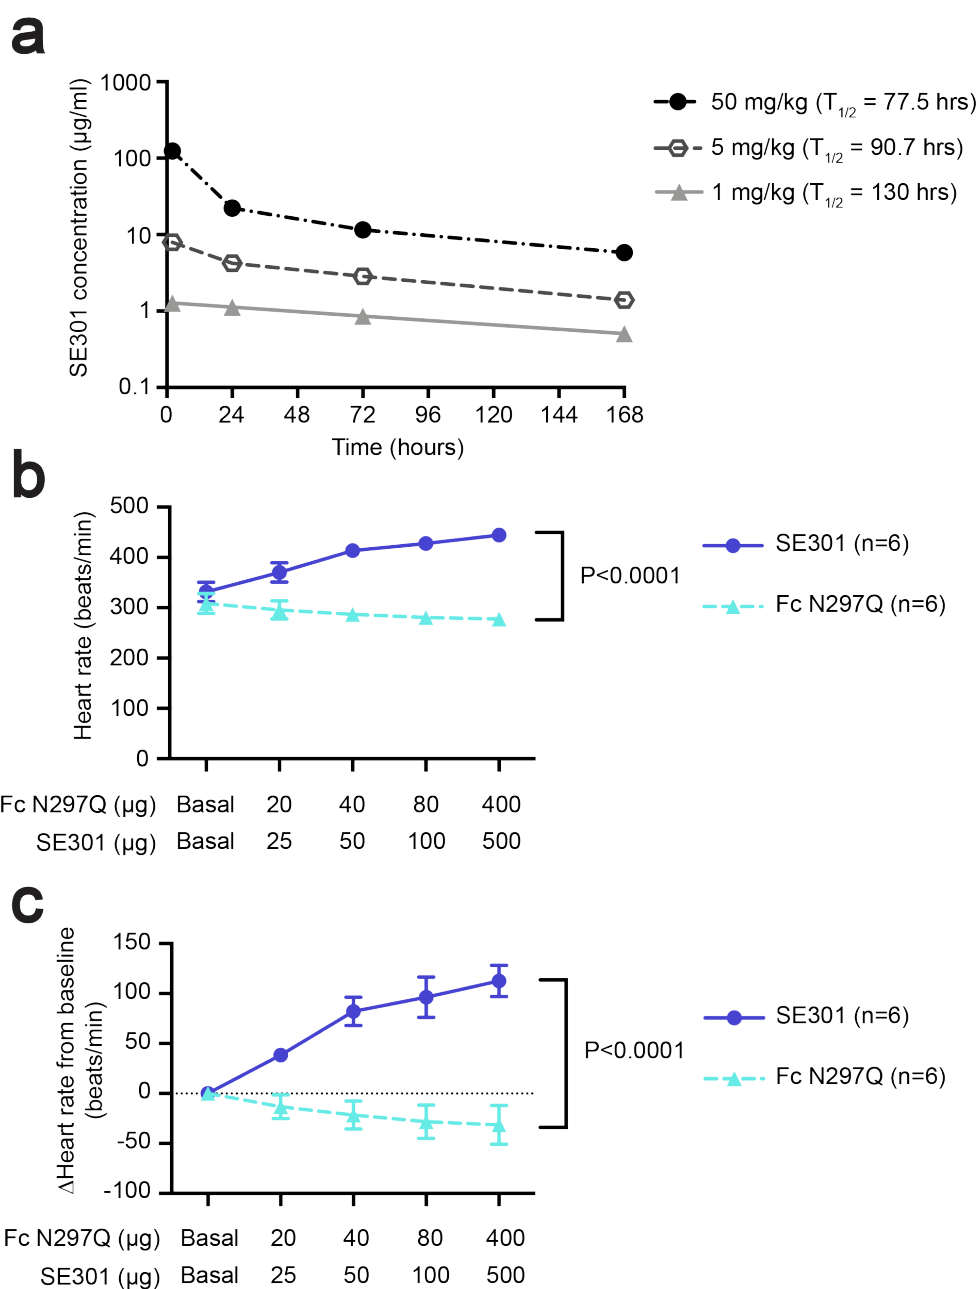 a
SE301 concentration (µg/ml)
1000
100
10
1
0.1
0 24 48 72 96 120 144 168
Time (hours)
50 mg/kg (T1/2 = 77.5 hrs)
5 mg/kg (T1/2 = 90.7 hrs)
1 mg/kg (T1/2 = 130 hrs)
b
Heart rate (beats/min)
500
400
300
200
100
0
P<0.0001
SE301 (n=6)
Fc N297Q (n=6)
Fc N297Q (µg) Basal 20 40 80 400
SE301 (µg) Basal 25 50 100 500
c
ΔHeart rate from baseline
(beats/min)
150
100
50
0
-50
-100
P<0.0001
SE301 (n=6)
Fc N297Q (n=6)
Fc N297Q (µg) Basal 20 40 80 400
SE301 (µg) Basal 25 50 100 500